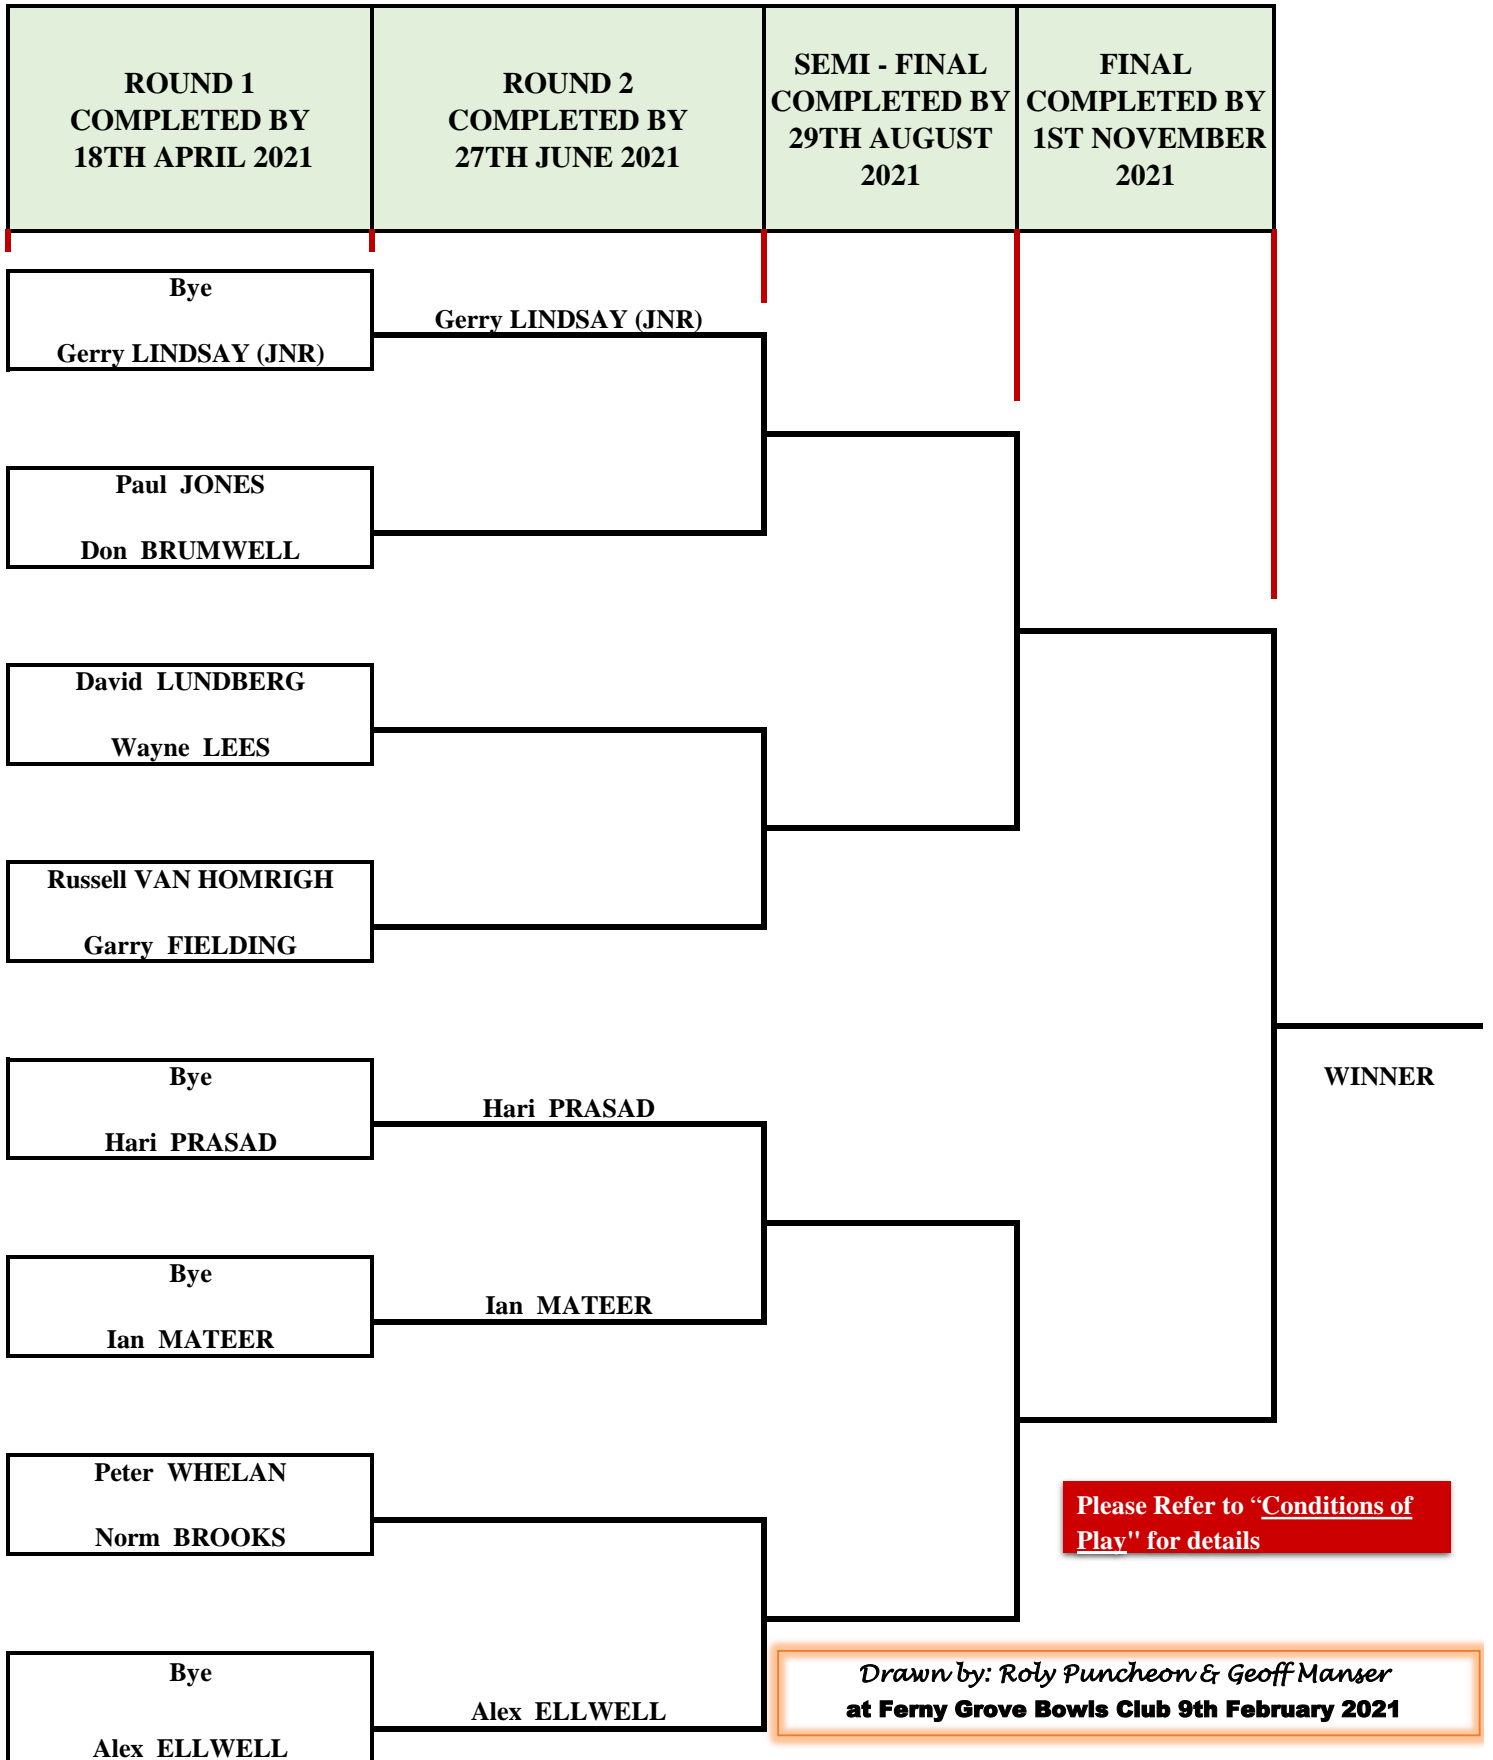 ROUND 1
COMPLETED BY
18TH APRIL 2021
ROUND 2
COMPLETED BY
27TH JUNE 2021
SEMI - FINAL
COMPLETED BY
29TH AUGUST
2021
FINAL
COMPLETED BY
1ST NOVEMBER
2021
Bye
Gerry LINDSAY (JNR)
Gerry LINDSAY (JNR)
Paul JONES
Don BRUMWELL
David LUNDBERG
Wayne LEES
Russell VAN HOMRIGH
Garry FIELDING
Bye
Hari PRASAD
Hari PRASAD
WINNER
Bye
Ian MATEER
Ian MATEER
Peter WHELAN
Norm BROOKS
Please Refer to “Conditions of
Play" for details
Bye
Alex ELLWELL
Alex ELLWELL
Drawn by: Roly Puncheon & Geoff Manser
at Ferny Grove Bowls Club 9th February 2021